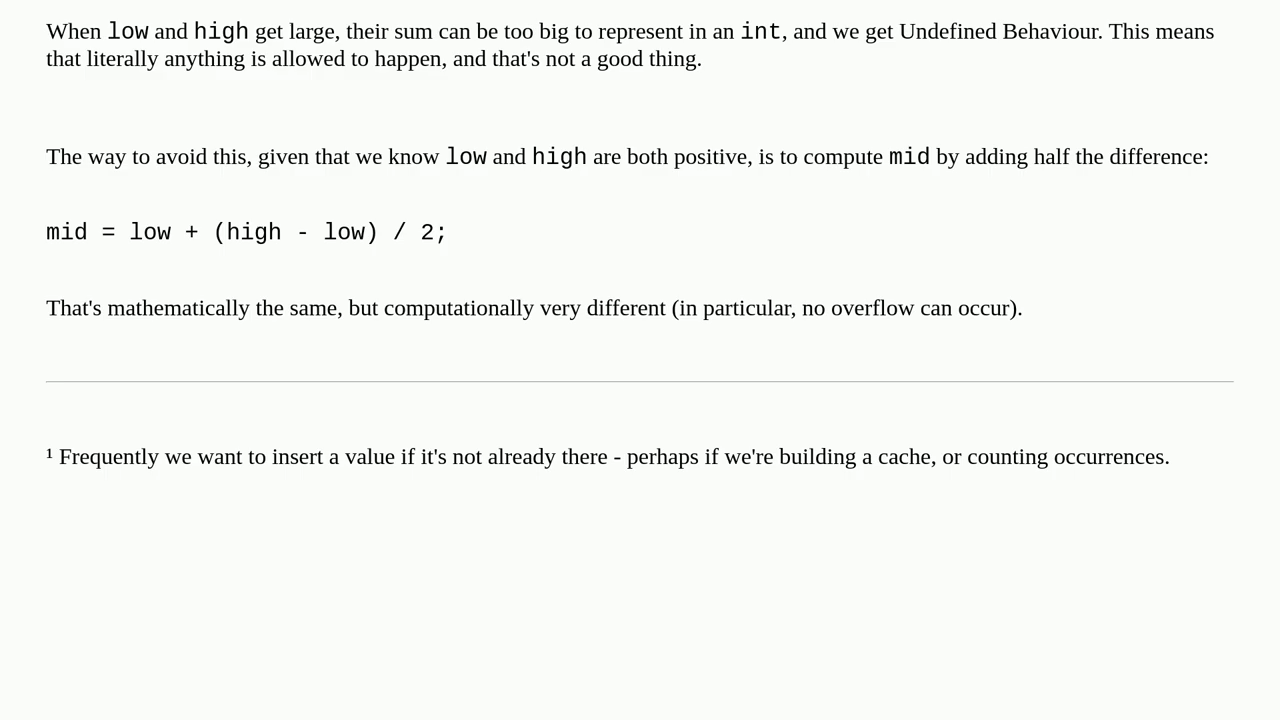 When low and high get large, their sum can be too big to represent in an int, and we get Undefined Behaviour. This means
that literally anything is allowed to happen, and that's not a good thing.
The way to avoid this, given that we know low and high are both positive, is to compute mid by adding half the difference:
mid = low + (high - low) / 2;
That's mathematically the same, but computationally very different (in particular, no overflow can occur).
¹ Frequently we want to insert a value if it's not already there - perhaps if we're building a cache, or counting occurrences.